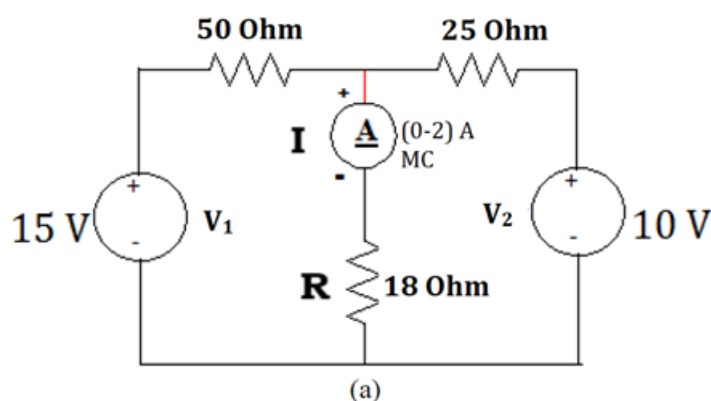 50 Ohm
25 Ohm
+
I
A
(0-2) A
MC
-
+
15 V
V1
-
+
V2
10 V
-
R
18 Ohm
(a)